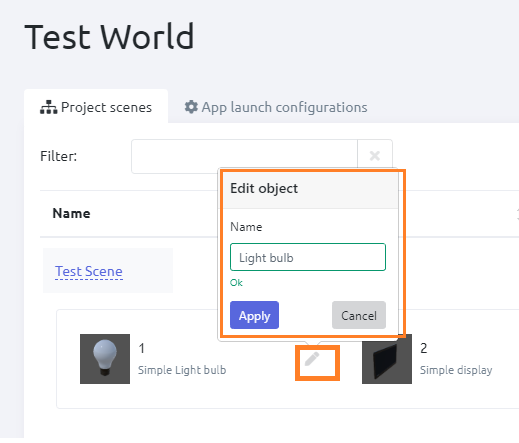 Test World
Project scenes
App launch configurations
Filter:
Edit object
Name
Name
Light bulb
Ok
Test Scene
Apply
Cancel
1
Simple Light bulb
2
Simple display